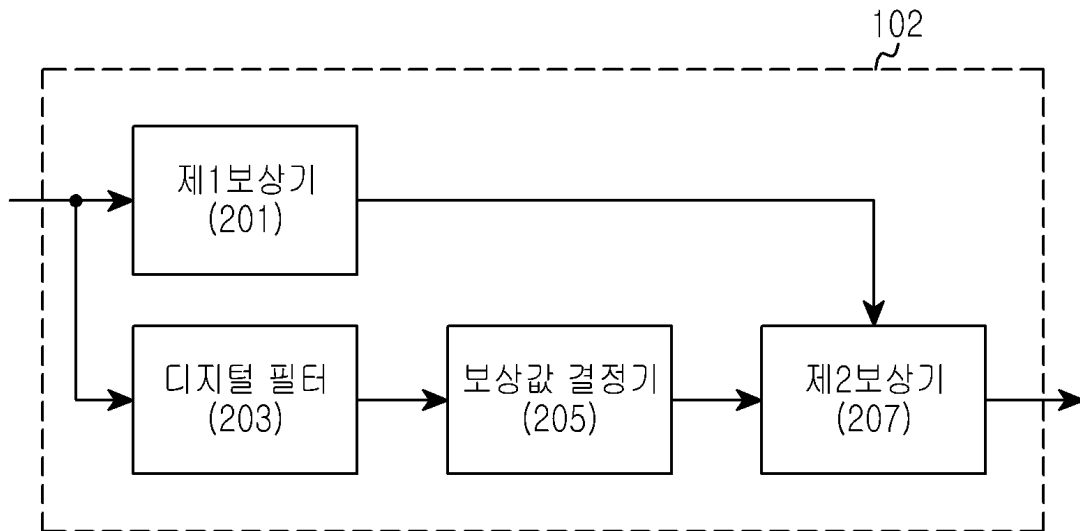 102
제1보상기
(201)
디지털 필터
(203)
보상값 결정기
(205)
제2보상기
(207)